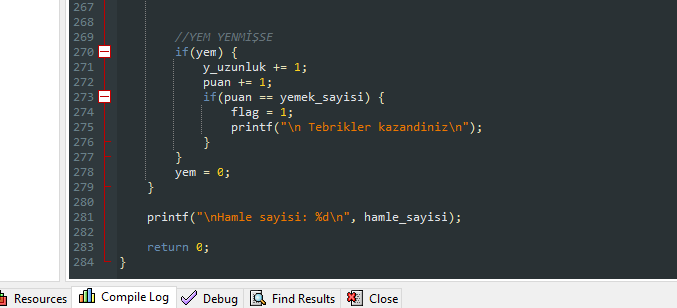 267
268
269 //YEM YENMİŞSE
270 if(yem) {
271 y_uzunluk += 1;
272 puan += 1;
273 if(puan == yemek_sayisi) {
274 flag = 1;
275 printf("\n Tebrikler kazandiniz\n");
276 }
277 }
278 yem = 0;
279 }
280
281 printf("\nHamle sayisi: %d\n", hamle_sayisi);
282
283 return 0;
284 }
Resources Compile Log Debug Find Results Close